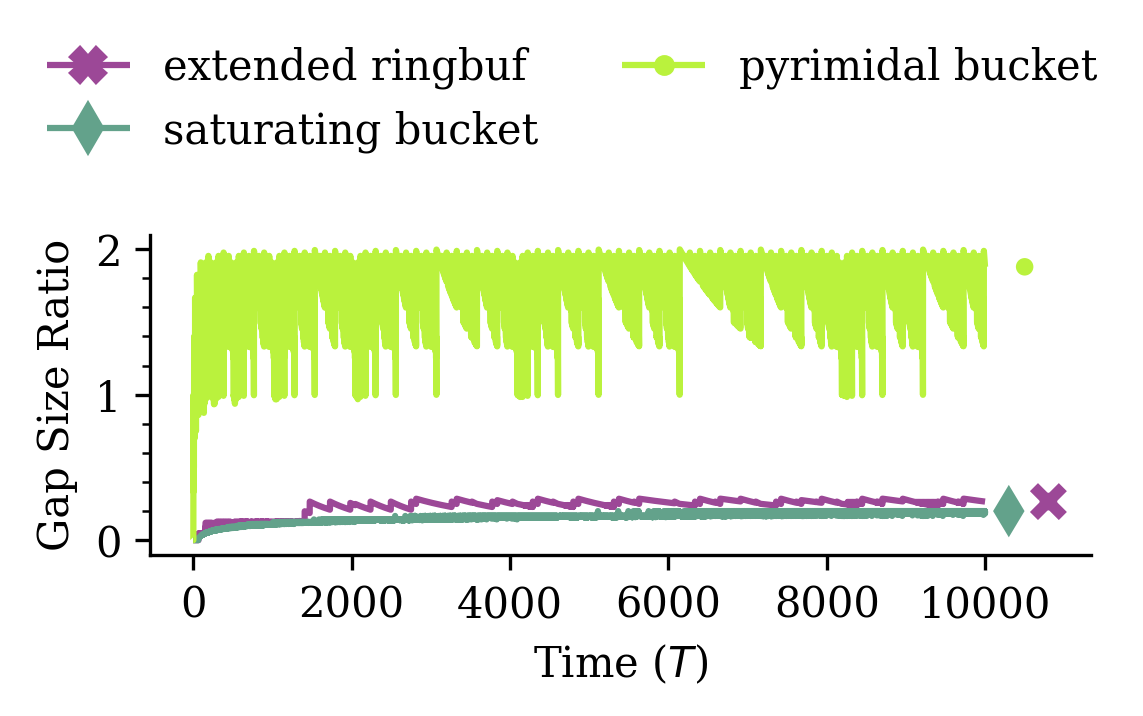 extended ringbuf
pyrimidal bucket
saturating bucket
Gap Size Ratio
2
1
0
0 2000 4000 6000 8000 10000
Time (T)